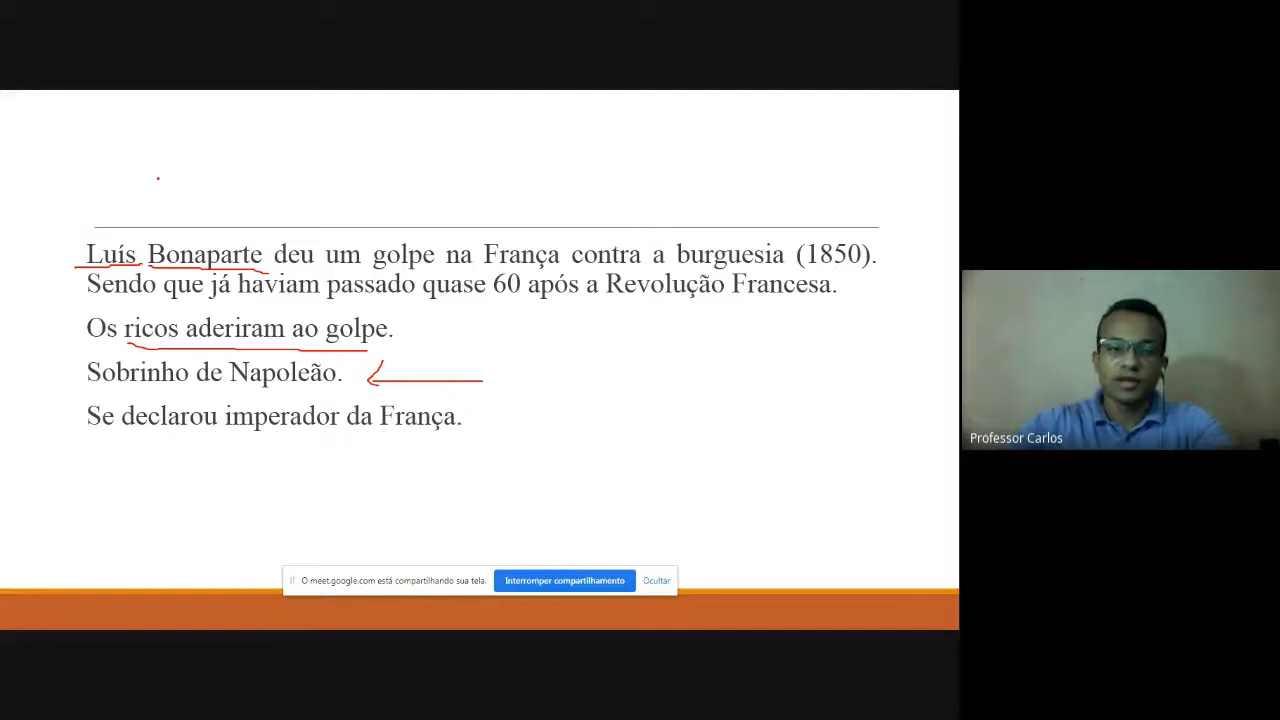 Luís Bonaparte deu um golpe na França contra a burguesia (1850).
Sendo que já haviam passado quase 60 após a Revolução Francesa.
Os ricos aderiram ao golpe.
Sobrinho de Napoleão.
Se declarou imperador da França.
Professor Carlos
O meet.google.com está compartilhando sua tela.
Interromper compartilhamento
Ocultar